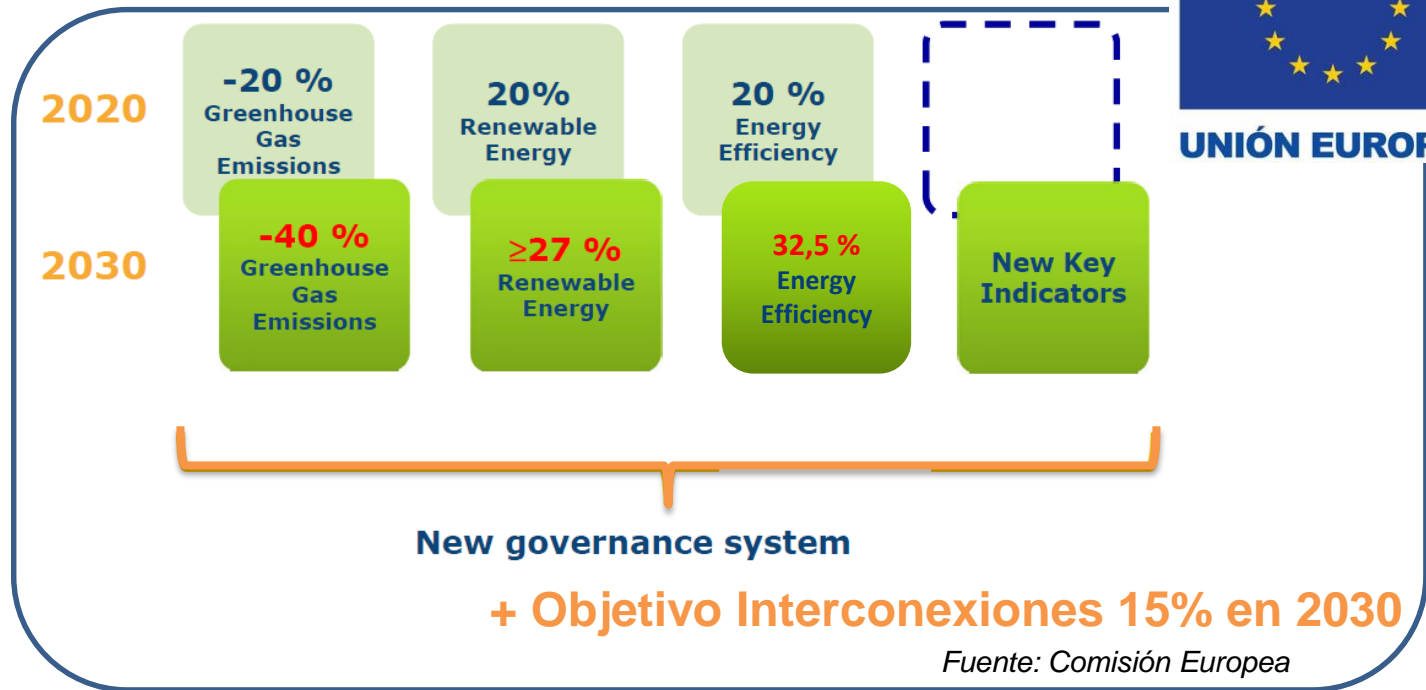 2020
-20 %
Greenhouse
Gas
Emissions
20%
Renewable
Energy
20 %
Energy
Efficiency
UNIÓN EUROP
2030
-40 %
Greenhouse
Gas
Emissions
≥27 %
Renewable
Energy
32,5 %
Energy
Efficiency
New Key
Indicators
New governance system
+ Objetivo Interconexiones 15% en 2030
Fuente: Comisión Europea